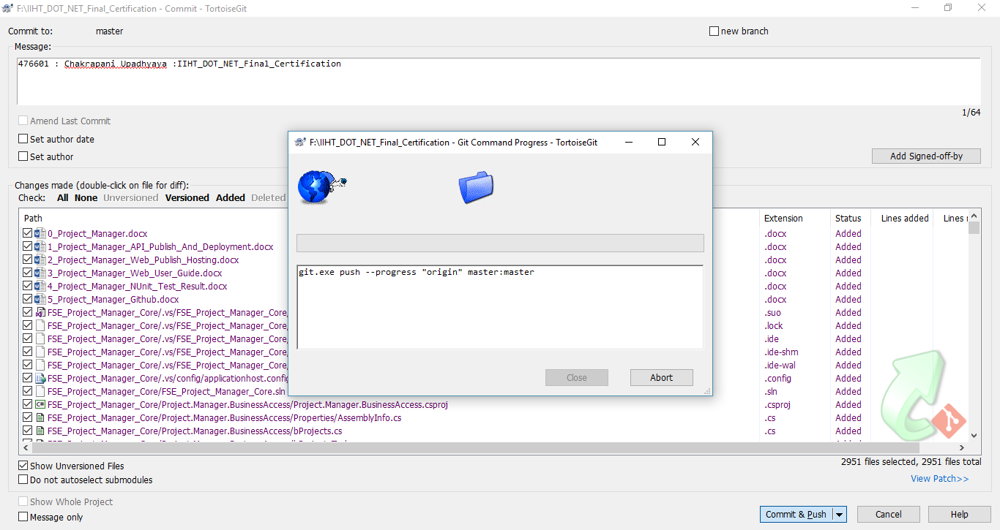 F:\IIHT_DOT_NET_Final_Certification - Commit - TortoiseGit
Commit to: master new branch
Message:
476601 : Chakrapani Upadhyaya :IIHT_DOT_NET_Final_Certification
1/64
Amend Last Commit
Set author date
Set author
Add Signed-off-by
Changes made (double-click on file for diff):
Check: All None Unversioned Versioned Added Deleted
Path Extension Status Lines added Lines
0_Project_Manager.docx .docx Added
1_Project_Manager_API_Publish_And_Deployment.docx .docx Added
2_Project_Manager_Web_Publish_Hosting.docx .docx Added
3_Project_Manager_Web_User_Guide.docx .docx Added
4_Project_Manager_NUnit_Test_Result.docx .docx Added
5_Project_Manager_Github.docx .docx Added
FSE_Project_Manager_Core/.vs/FSE_Project_Manager_Core/ .suo Added
FSE_Project_Manager_Core/.vs/FSE_Project_Manager_Core/ .lock Added
FSE_Project_Manager_Core/.vs/FSE_Project_Manager_Core/ .ide Added
FSE_Project_Manager_Core/.vs/FSE_Project_Manager_Core/ .ide-shm Added
FSE_Project_Manager_Core/.vs/FSE_Project_Manager_Core/ .ide-wal Added
FSE_Project_Manager_Core/.vs/config/applicationhost.config .config Added
FSE_Project_Manager_Core/FSE_Project_Manager_Core.sln .sln Added
FSE_Project_Manager_Core/Project.Manager.BusinessAccess/Project.Manager.BusinessAccess.csproj .csproj Added
FSE_Project_Manager_Core/Project.Manager.BusinessAccess/Properties/AssemblyInfo.cs .cs Added
FSE_Project_Manager_Core/Project.Manager.BusinessAccess/bProjects.cs .cs Added
F:\IIHT_DOT_NET_Final_Certification - Git Command Progress - TortoiseGit
git.exe push --progress "origin" master:master
Close Abort
Show Unversioned Files
2951 files selected, 2951 files total
Do not autoselect submodules
View Patch>>
Show Whole Project
Message only
Commit & Push Cancel Help